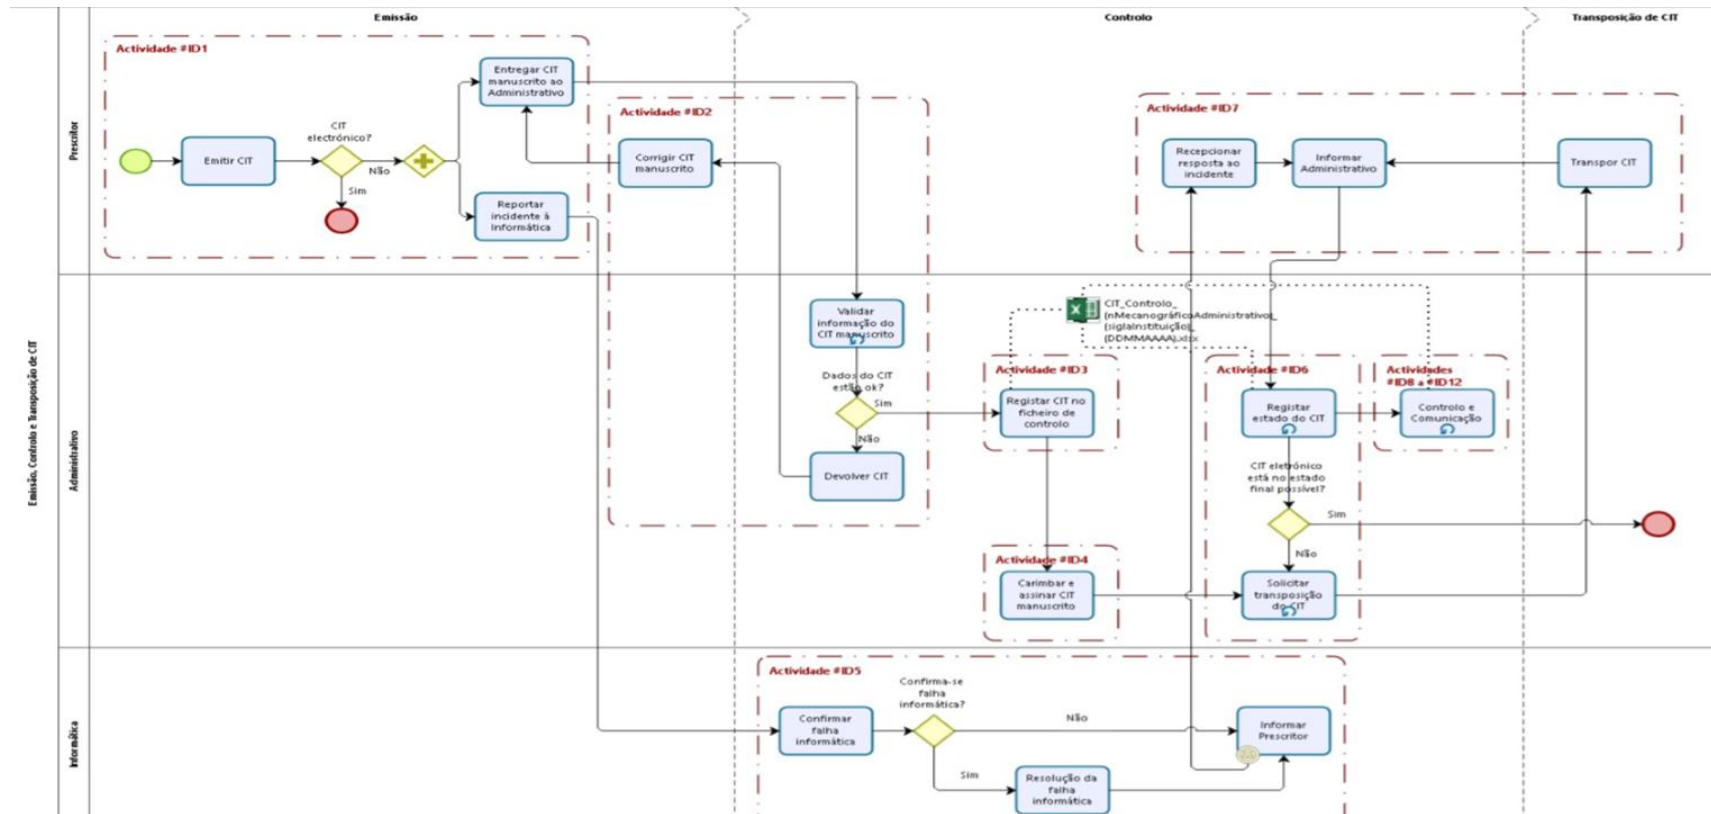 Emissão
Controlo
Transposição de CIT
Emissão, Controlo e Transposição de CIT
Prescritor
Actividade #ID1
Emitir CIT
CIT
electrónico?
Não
Sim
Entregar CIT
manuscrito ao
Administrativo
Reportar
incidente à
Informática
Actividade #ID2
Corrigir CIT
manuscrito
Actividade #ID7
Recepcionar
resposta ao
incidente
Informar
Administrativo
Transpor CIT
Administrativo
Validar
informação do
CIT manuscrito
Dados do CIT
estão ok?
Sim
Não
Devolver CIT
CIT_Controlo_
(nMecanográficoAdministrativo)_
(siglaInstituição)_
(DDMMAAAA).xlsx
Actividade #ID3
Registar CIT no
ficheiro de
controlo
Actividade #ID4
Carimbar e
assinar CIT
manuscrito
Actividade #ID6
Registar
estado do CIT
CIT eletrónico
está no estado
final possível?
Sim
Não
Solicitar
transposição
do CIT
Actividades
#ID8 a #ID12
Controlo e
Comunicação
Informática
Actividade #ID5
Confirmar
falha
informática
Confirma-se
falha
informática?
Não
Sim
Resolução da
falha
informática
Informar
Prescritor